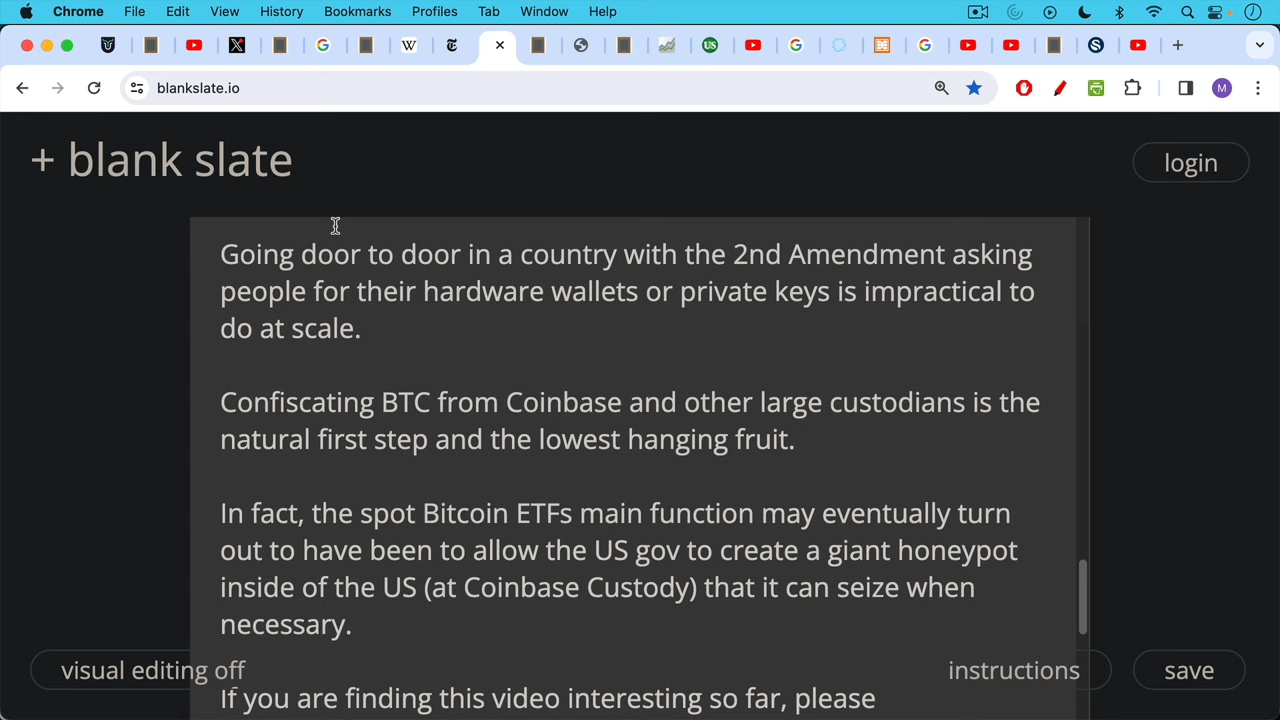 Chrome File Edit View History Bookmarks Profiles Tab Window Help
blankslate.io
M
+ blank slate
login
Going door to door in a country with the 2nd Amendment asking
people for their hardware wallets or private keys is impractical to
do at scale.
Confiscating BTC from Coinbase and other large custodians is the
natural first step and the lowest hanging fruit.
In fact, the spot Bitcoin ETFs main function may eventually turn
out to have been to allow the US gov to create a giant honeypot
inside of the US (at Coinbase Custody) that it can seize when
necessary.
visual editing off
instructions
save
If you are finding this video interesting so far, please